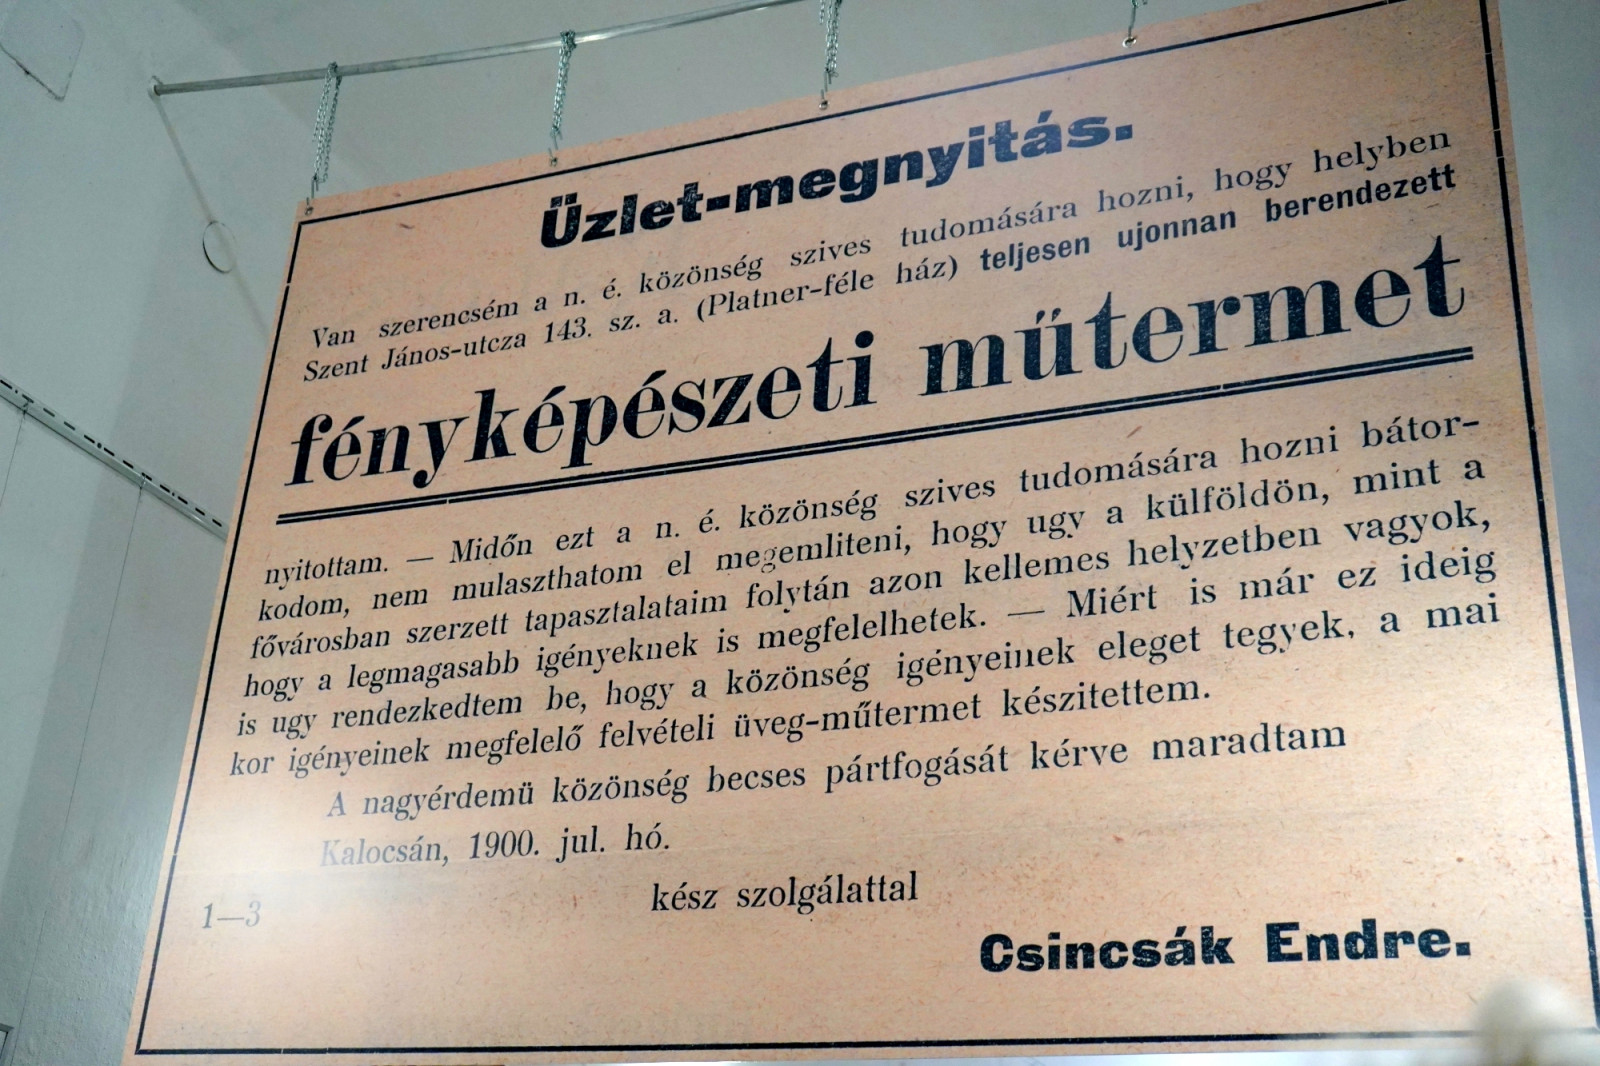 Üzlet-megnyitás.
Van szerencsém a n. é. közönség szives tudomására hozni, hogy helyben
Szent János-utcza 143. sz. a. (Platner-féle ház) teljesen ujonnan berendezett
fényképészeti műtermet
nyitottam. — Midőn ezt a n. é. közönség szives tudomására hozni bátor-
kodom, nem mulaszthatom el megemliteni, hogy ugy a külföldön, mint a
fővárosban szerzett tapasztalataim folytán azon kellemes helyzetben vagyok,
hogy a legmagasabb igényeknek is megfelelhetek. — Miért is már ez ideig
is ugy rendezkedtem be, hogy a közönség igényeinek eleget tegyek, a mai
kor igényeinek megfelelő felvételi üveg-műtermet készitettem.
A nagyérdemü közönség becses pártfogását kérve maradtam
Kalocsán, 1900. jul. hó.
kész szolgálattal
1—3
Csincsák Endre.